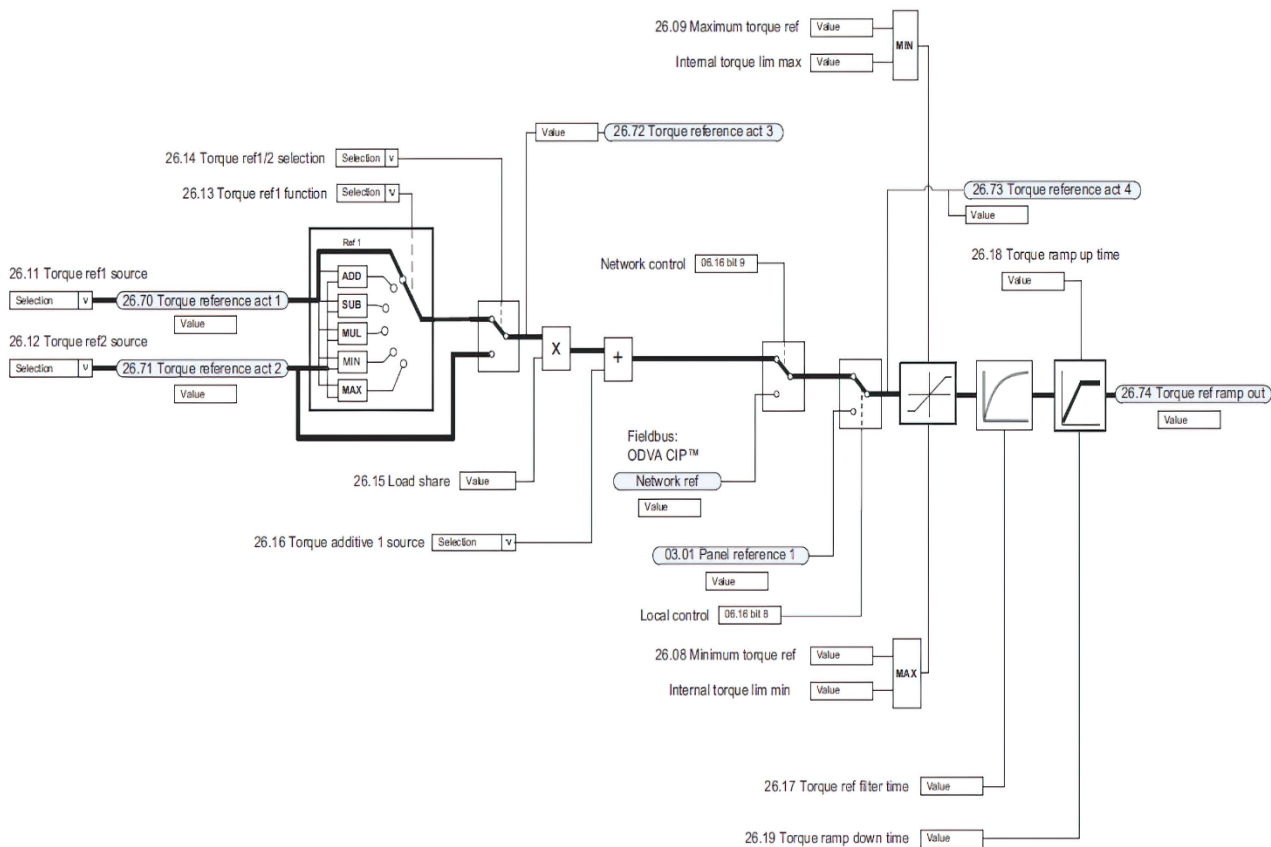 26.09 Maximum torque ref
Value
MIN
Internal torque lim max
Value
Value
26.72 Torque reference act 3
26.14 Torque ref1/2 selection
Selection
v
26.13 Torque ref1 function
Selection
v
26.73 Torque reference act 4
Value
Ref 1
26.18 Torque ramp up time
Value
Network control
06.16 bit 9
26.11 Torque ref1 source
Selection
v
26.70 Torque reference act 1
Value
ADD
SUB
MUL
MIN
MAX
26.12 Torque ref2 source
Selection
v
26.71 Torque reference act 2
Value
X
+
26.74 Torque ref ramp out
Value
Fieldbus:
ODVA CIP™
Network ref
Value
26.15 Load share
Value
26.16 Torque additive 1 source
Selection
v
03.01 Panel reference 1
Value
Local control
06.16 bit 8
26.08 Minimum torque ref
Value
MAX
Internal torque lim min
Value
26.17 Torque ref filter time
Value
26.19 Torque ramp down time
Value